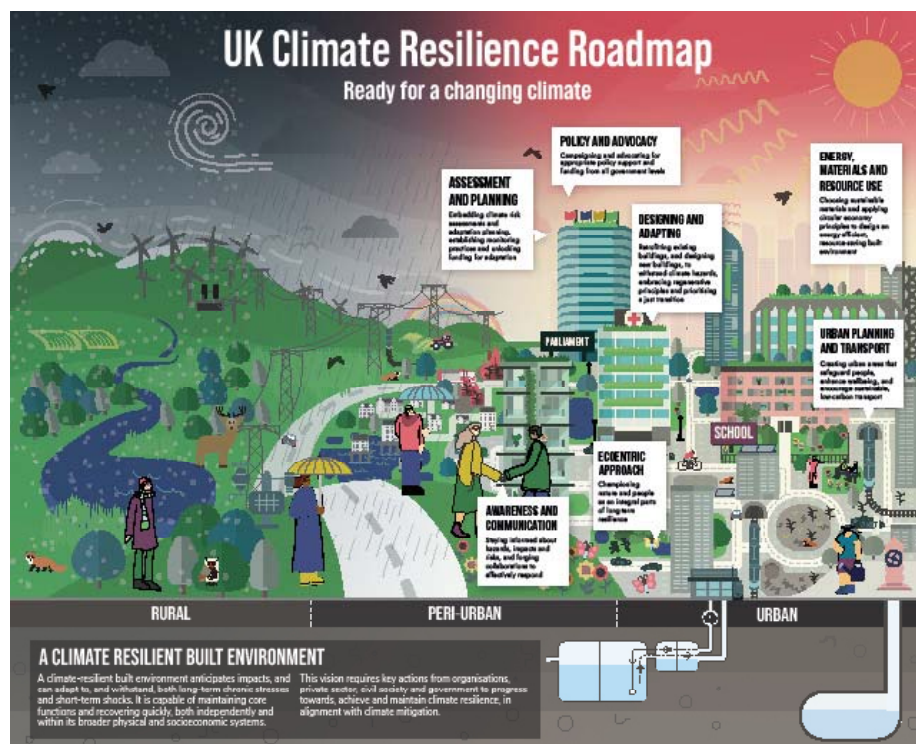 UK Climate Resilience Roadmap
Ready for a changing climate
POLICY AND ADVOCACY
Campaigning and advocating for
appropriate policy support and
funding from all government levels
ASSESSMENT
AND PLANNING
Embedding climate risk
assessments and
adaptation planning,
establishing monitoring
practices and unlocking
funding for adaptation
DESIGNING AND
ADAPTING
Retrofitting existing
buildings, and designing
new buildings, to
withstand climate hazards,
embracing regenerative
principles and prioritising
a just transition
ENERGY,
MATERIALS AND
RESOURCE USE
Choosing sustainable
materials and applying
circular economy
principles to design an
energy efficient,
resource-saving built
environment
PARLIAMENT
URBAN PLANNING
AND TRANSPORT
Creating urban areas that
safeguard people,
enhance wellbeing, and
encourage sustainable,
low-carbon transport
SCHOOL
ECOENTRIC
APPROACH
Championing
nature and people
as an integral parts
of long-term
resilience
AWARENESS AND
COMMUNICATION
Staying informed about
hazards, impacts and
risks, and forging
collaborations to
effectively respond
RURAL
PERI-URBAN
URBAN
A CLIMATE RESILIENT BUILT ENVIRONMENT
A climate-resilient built environment anticipates impacts, and
can adapt to, and withstand, both long-term chronic stresses
and short-term shocks. It is capable of maintaining core
functions and recovering quickly, both independently and
within its broader physical and socioeconomic systems.
This vision requires key actions from organisations,
private sector, civil society and government to progress
towards, achieve and maintain climate resilience, in
alignment with climate mitigation.